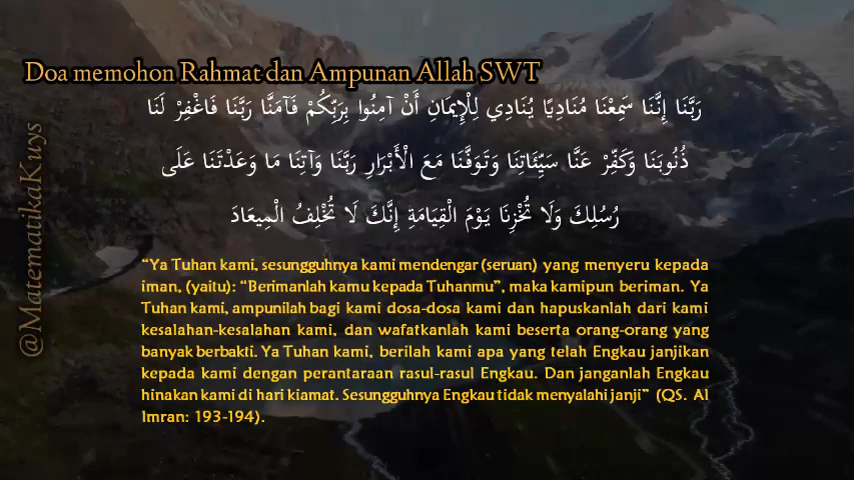 Doa memohon Rahmat dan Ampunan Allah SWT
رَبَّنَا إِنَّنَا سَمِعْنَا مُنَادِيًا يُنَادِي لِلْإِيمَانِ أَنْ آمِنُوا بِرَبِّكُمْ فَآمَنَّا رَبَّنَا فَاغْفِرْ لَنَا
ذُنُوبَنَا وَكَفِّرْ عَنَّا سَيِّئَاتِنَا وَتَوَفَّنَا مَعَ الْأَبْرَارِ رَبَّنَا وَآتِنَا مَا وَعَدْتَنَا عَلَى
رُسُلِكَ وَلَا تُخْزِنَا يَوْمَ الْقِيَامَةِ إِنَّكَ لَا تُخْلِفُ الْمِيعَادَ
“Ya Tuhan kami, sesungguhnya kami mendengar (seruan) yang menyeru kepada
iman, (yaitu): “Berimanlah kamu kepada Tuhanmu”, maka kamipun beriman. Ya
Tuhan kami, ampunilah bagi kami dosa-dosa kami dan hapuskanlah dari kami
kesalahan-kesalahan kami, dan wafatkanlah kami beserta orang-orang yang
banyak berbakti. Ya Tuhan kami, berilah kami apa yang telah Engkau janjikan
kepada kami dengan perantaraan rasul-rasul Engkau. Dan janganlah Engkau
hinakan kami di hari kiamat. Sesungguhnya Engkau tidak menyalahi janji” (QS. Al
Imran: 193-194).
@MatematikaKuys